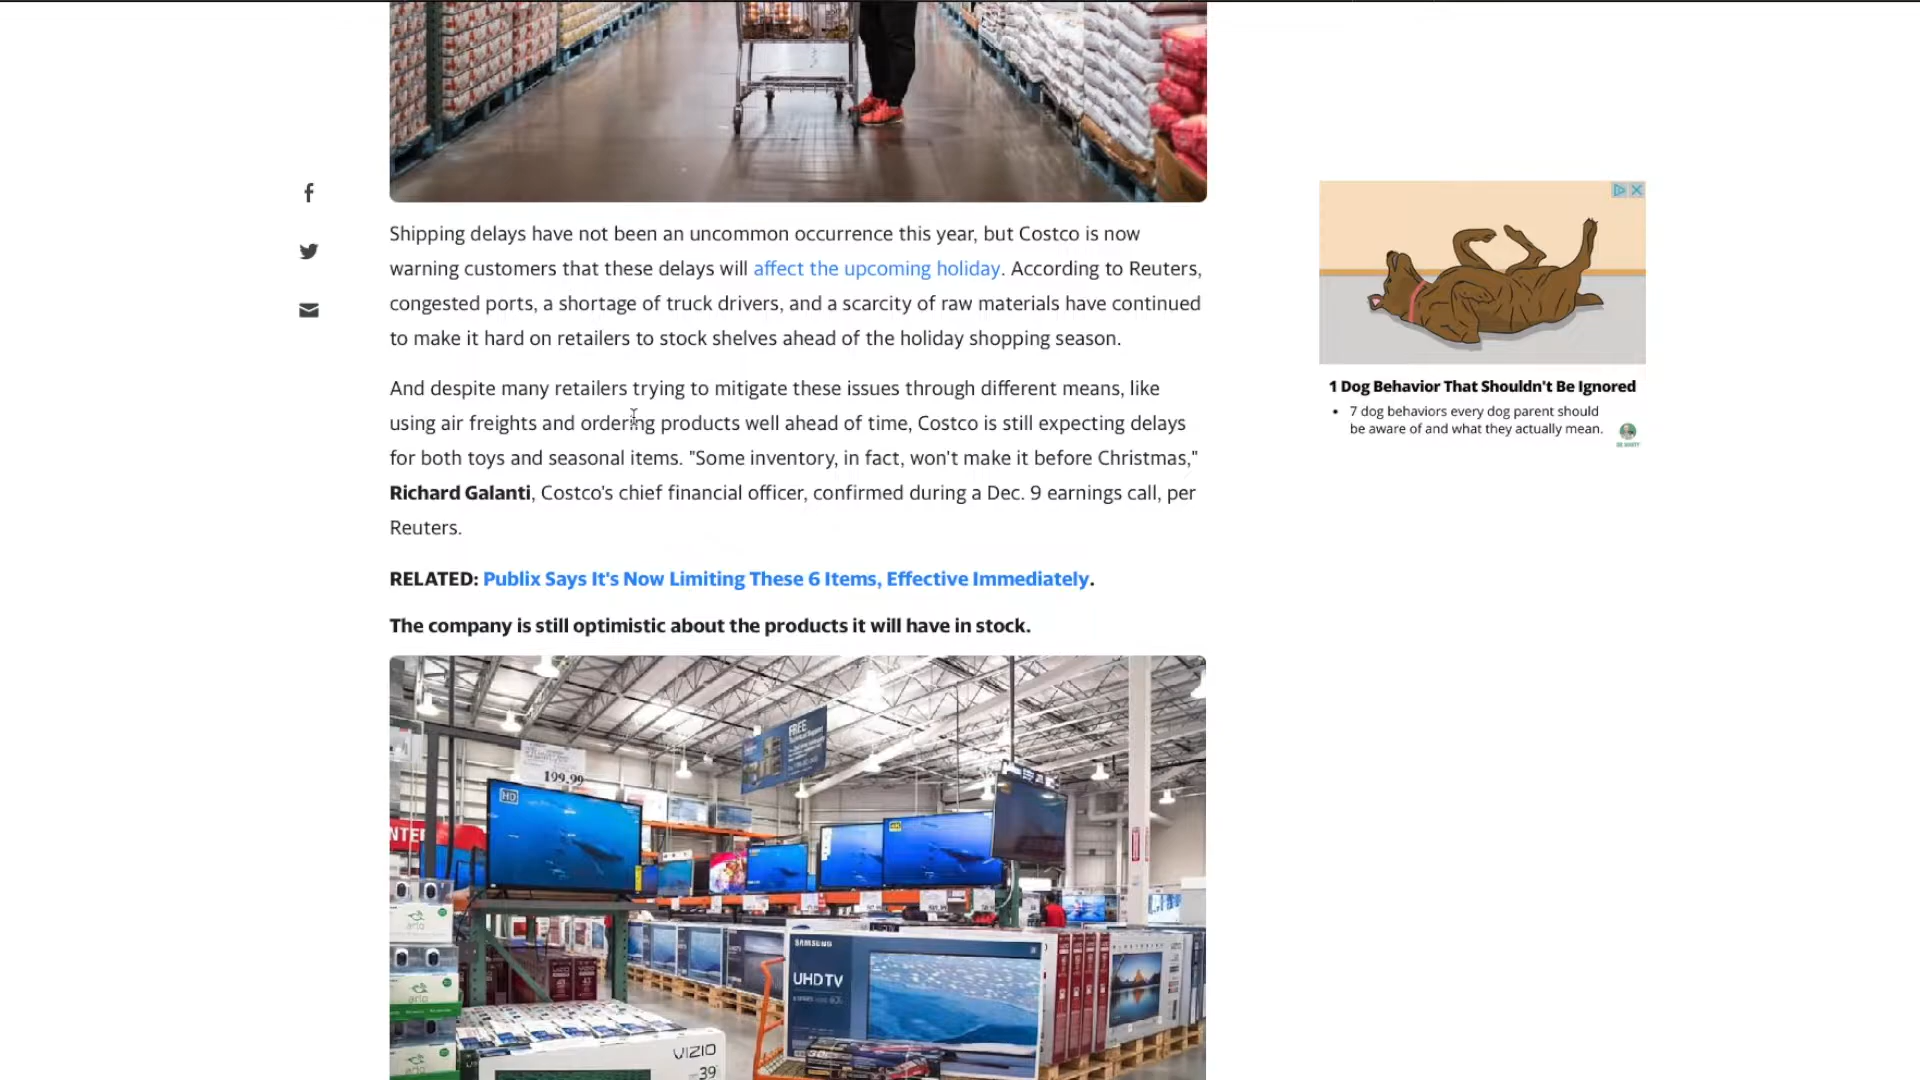 Shipping delays have not been an uncommon occurrence this year, but Costco is now
warning customers that these delays will affect the upcoming holiday. According to Reuters,
congested ports, a shortage of truck drivers, and a scarcity of raw materials have continued
to make it hard on retailers to stock shelves ahead of the holiday shopping season.
And despite many retailers trying to mitigate these issues through different means, like
using air freights and ordering products well ahead of time, Costco is still expecting delays
for both toys and seasonal items. "Some inventory, in fact, won't make it before Christmas,"
Richard Galanti, Costco's chief financial officer, confirmed during a Dec. 9 earnings call, per
Reuters.
RELATED: Publix Says It's Now Limiting These 6 Items, Effective Immediately.
The company is still optimistic about the products it will have in stock.
1 Dog Behavior That Shouldn't Be Ignored
• 7 dog behaviors every dog parent should
be aware of and what they actually mean.
FREE
199.99
HD
NTE
SAMSUNG
UHD TV
arlo
VIZIO
39"